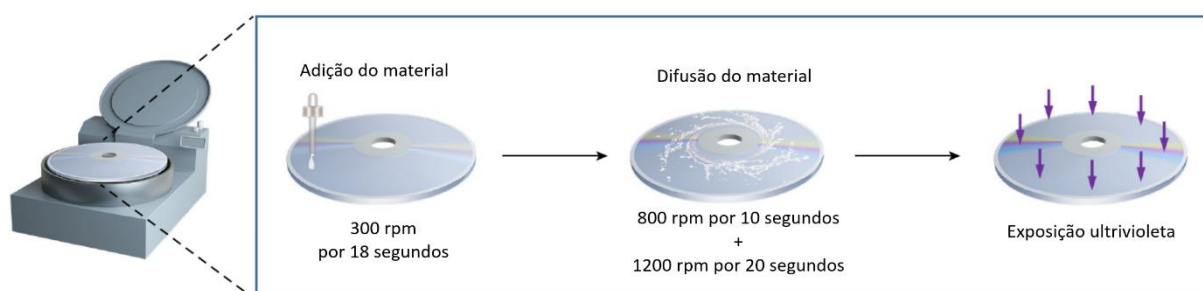 Adição do material
300 rpm
por 18 segundos
Difusão do material
800 rpm por 10 segundos
+
1200 rpm por 20 segundos
Exposição ultrivioleta